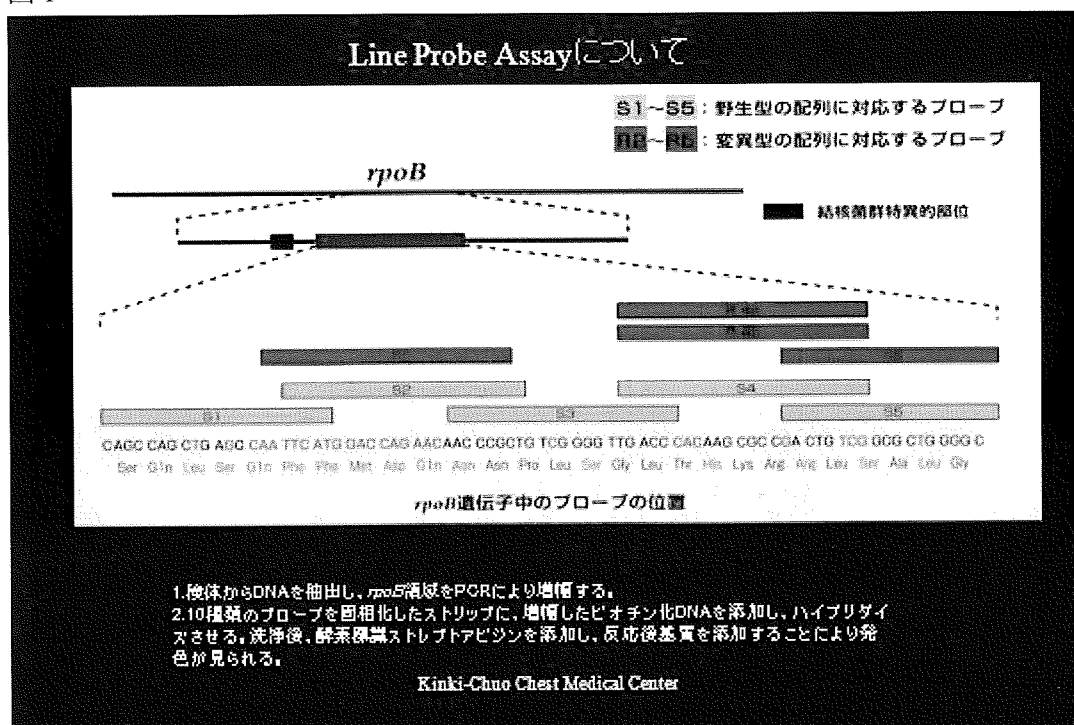 Line Probe Assayについて
S1~S5：野生型の配列に対応するプローブ
R2~R5：変異型の配列に対応するプローブ
rpoB
結核菌群特異的部位
R4a
R4b
R2
R5
S2
S4
S1
S3
S5
CAGC CAG CTG AGC CAA TTC ATG GAC CAG AACAAC CCGCTG TCG GGG TTG ACC CACAAG CGC CGA CTG TCG GCG CTG GGG C
Ser Gln Leu Ser Gln Phe Phe Met Asp Gln Asn Asn Pro Leu Ser Gly Leu Thr His Lys Arg Arg Leu Ser Ala Leu Gly
rpoB遺伝子中のプローブの位置
1.検体からDNAを抽出し、rpoB領域をPCRにより増幅する。
2.10種類のプローブを固相化したストリップに、増幅したビオチン化DNAを添加し、ハイブリダイ
ズさせる。洗浄後、酵素標識ストレプトアビジンを添加し、反応後基質を添加することにより発
色が見られる。
Kinki-Chuo Chest Medical Center